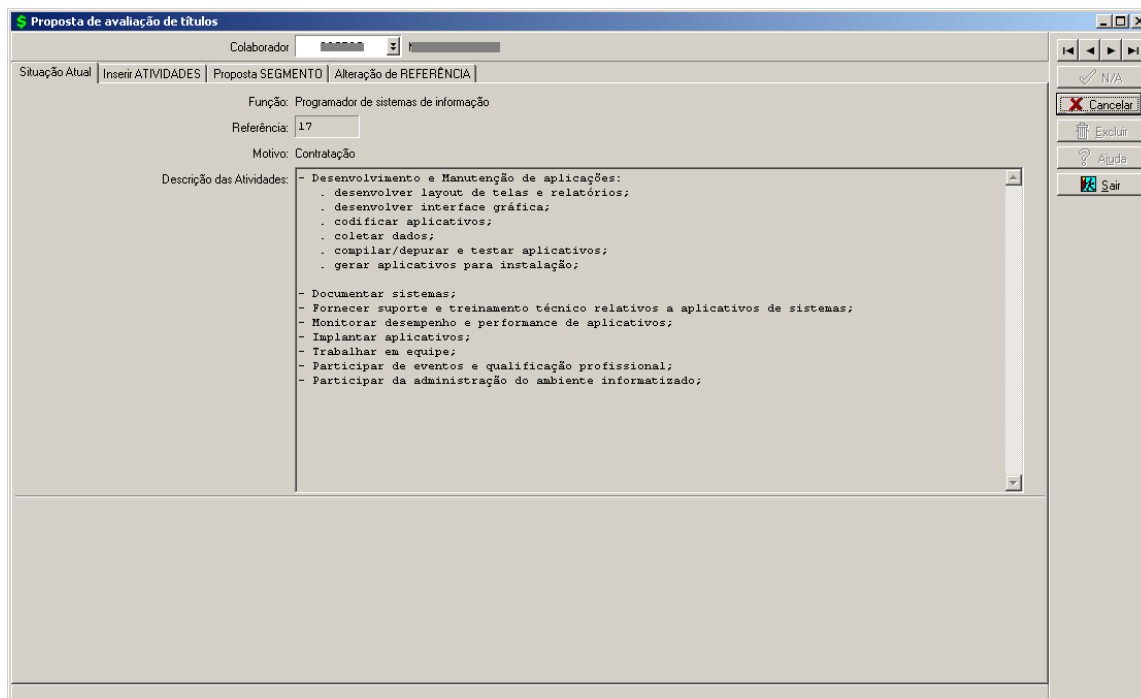 $ Proposta de avaliação de títulos
Colaborador
Situação Atual Inserir ATIVIDADES Proposta SEGMENTO Alteração de REFERÊNCIA
N/A
Cancelar
Excluir
Ajuda
Sair
Função: Programador de sistemas de informação
Referência: 17
Motivo: Contratação
Descrição das Atividades:
- Desenvolvimento e Manutenção de aplicações:
. desenvolver layout de telas e relatórios;
. desenvolver interface gráfica;
. codificar aplicativos;
. coletar dados;
. compilar/depurar e testar aplicativos;
. gerar aplicativos para instalação;
- Documentar sistemas;
- Fornecer suporte e treinamento técnico relativos a aplicativos de sistemas;
- Monitorar desempenho e performance de aplicativos;
- Implantar aplicativos;
- Trabalhar em equipe;
- Participar de eventos e qualificação profissional;
- Participar da administração do ambiente informatizado;